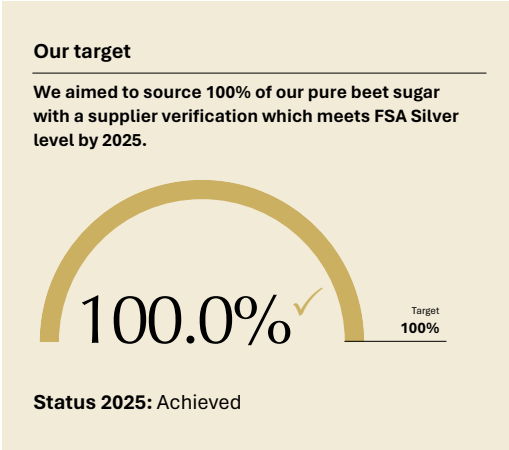 Our target
We aimed to source 100% of our pure beet sugar
with a supplier verification which meets FSA Silver
level by 2025.
100.0%✓
Target
100%
Status 2025: Achieved